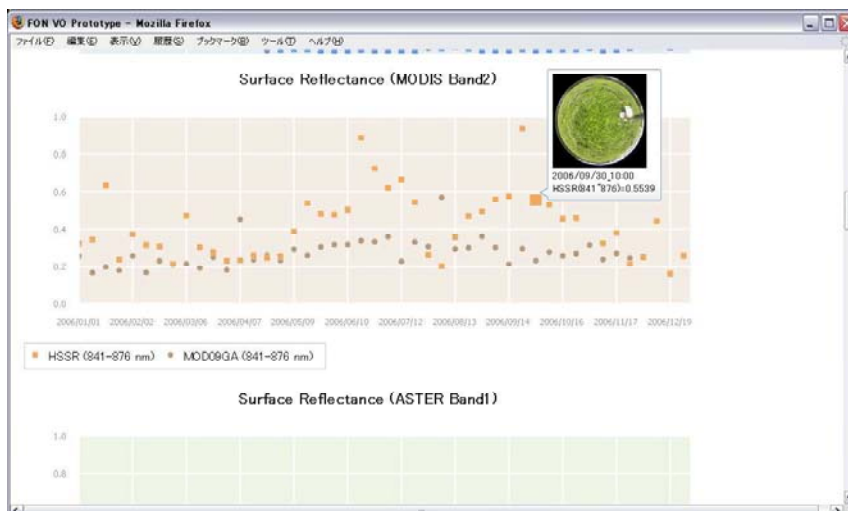 FON VO Prototype - Mozilla Firefox
ファイル(F) 編集(E) 表示(V) 履歴(S) ブックマーク(B) ツール(T) ヘルプ(H)
Surface Reflectance (MODIS Band2)
1.0
0.8
0.6
0.4
0.2
0.0
2006/09/30_10:00
HSSR(841~876)=0.5539
2006/01/01 2006/02/02 2006/03/06 2006/04/07 2006/05/09 2006/06/10 2006/07/12 2006/08/13 2006/09/14 2006/10/16 2006/11/17 2006/12/19
HSSR (841-876 nm) MOD09GA (841-876 nm)
Surface Reflectance (ASTER Band1)
1.0
0.8